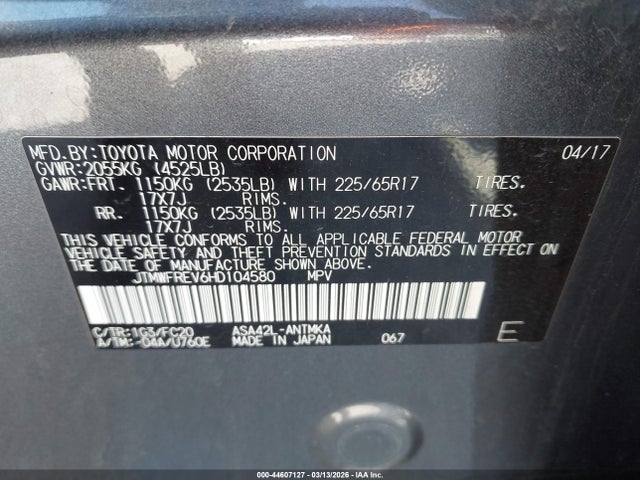 MFD.BY:TOYOTA MOTOR CORPORATION 04/17
GVWR:2055KG (4525LB)
GAWR:FRT. 1150KG (2535LB) WITH 225/65R17 TIRES.
17X7J RIMS.
RR. 1150KG (2535LB) WITH 225/65R17 TIRES.
17X7J RIMS.
THIS VEHICLE CONFORMS TO ALL APPLICABLE FEDERAL MOTOR
VEHICLE SAFETY AND THEFT PREVENTION STANDARDS IN EFFECT ON
THE DATE OF MANUFACTURE SHOWN ABOVE.
JTMWFREV6HD104580 MPV
C/TR:1G3/FC20 ASA42L-ANTMKA
A/TM:-04A/U760E MADE IN JAPAN 067 E
000-44607127 - 03/13/2026 - IAAI.COM